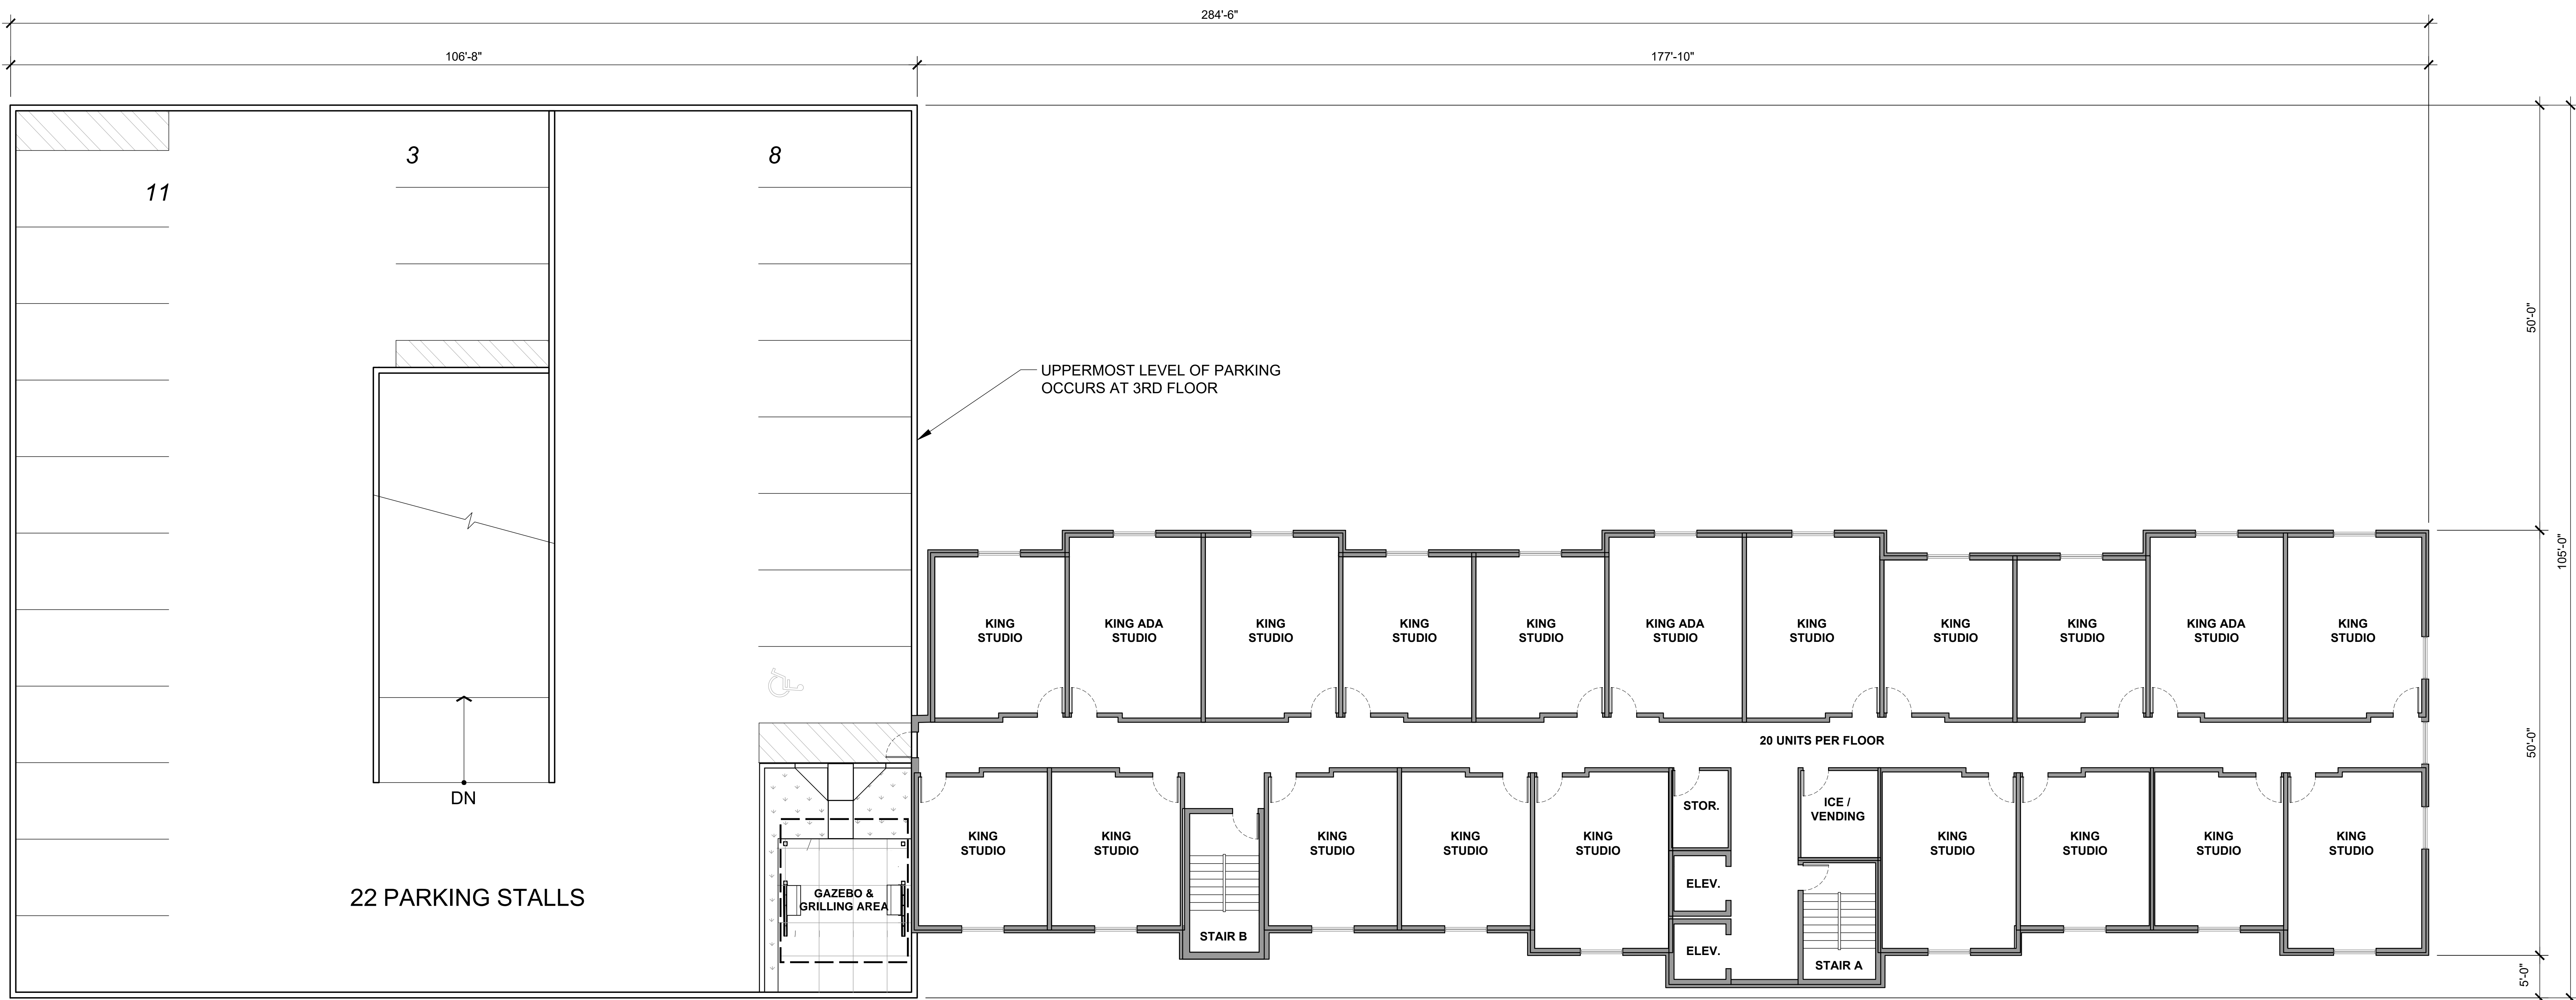 284'-6"
106'-8"
177'-10"
3
8
11
50'-0"
UPPERMOST LEVEL OF PARKING
OCCURS AT 3RD FLOOR
105'-0"
KING
STUDIO
KING ADA
STUDIO
KING
STUDIO
KING
STUDIO
KING
STUDIO
KING ADA
STUDIO
KING
STUDIO
KING
STUDIO
KING
STUDIO
KING ADA
STUDIO
KING
STUDIO
20 UNITS PER FLOOR
50'-0"
DN
22 PARKING STALLS
GAZEBO &
GRILLING AREA
KING
STUDIO
KING
STUDIO
STAIR B
KING
STUDIO
KING
STUDIO
KING
STUDIO
STOR.
ELEV.
ELEV.
ICE /
VENDING
STAIR A
KING
STUDIO
KING
STUDIO
KING
STUDIO
KING
STUDIO
5'-0"